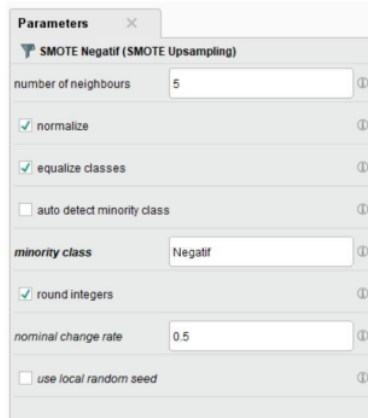 Parameters
SMOTE Negatif (SMOTE Upsampling)
number of neighbours 5
normalize
equalize classes
auto detect minority class
minority class Negatif
round integers
nominal change rate 0.5
use local random seed